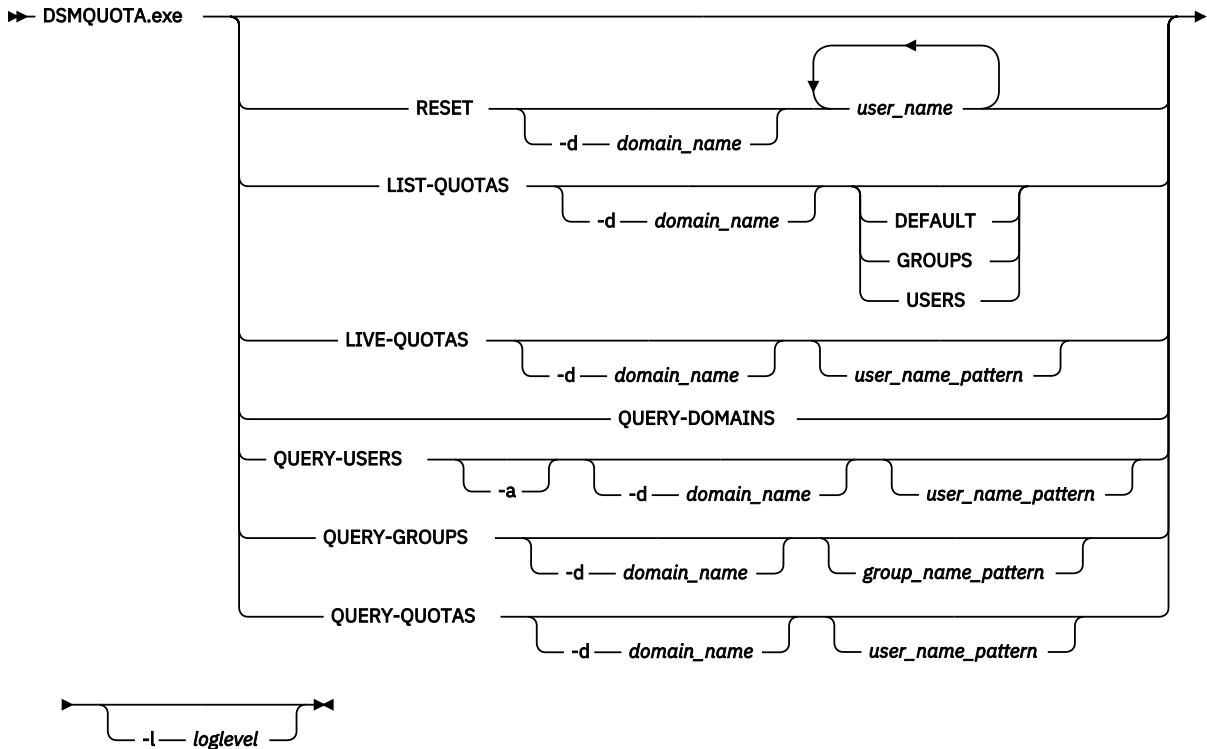 DSMQUOTA.exe
RESET user_name
-d domain_name
LIST-QUOTAS
-d domain_name DEFAULT
GROUPS
USERS
LIVE-QUOTAS
-d domain_name user_name_pattern
QUERY-DOMAINS
QUERY-USERS
-a -d domain_name user_name_pattern
QUERY-GROUPS
-d domain_name group_name_pattern
QUERY-QUOTAS
-d domain_name user_name_pattern
-l loglevel